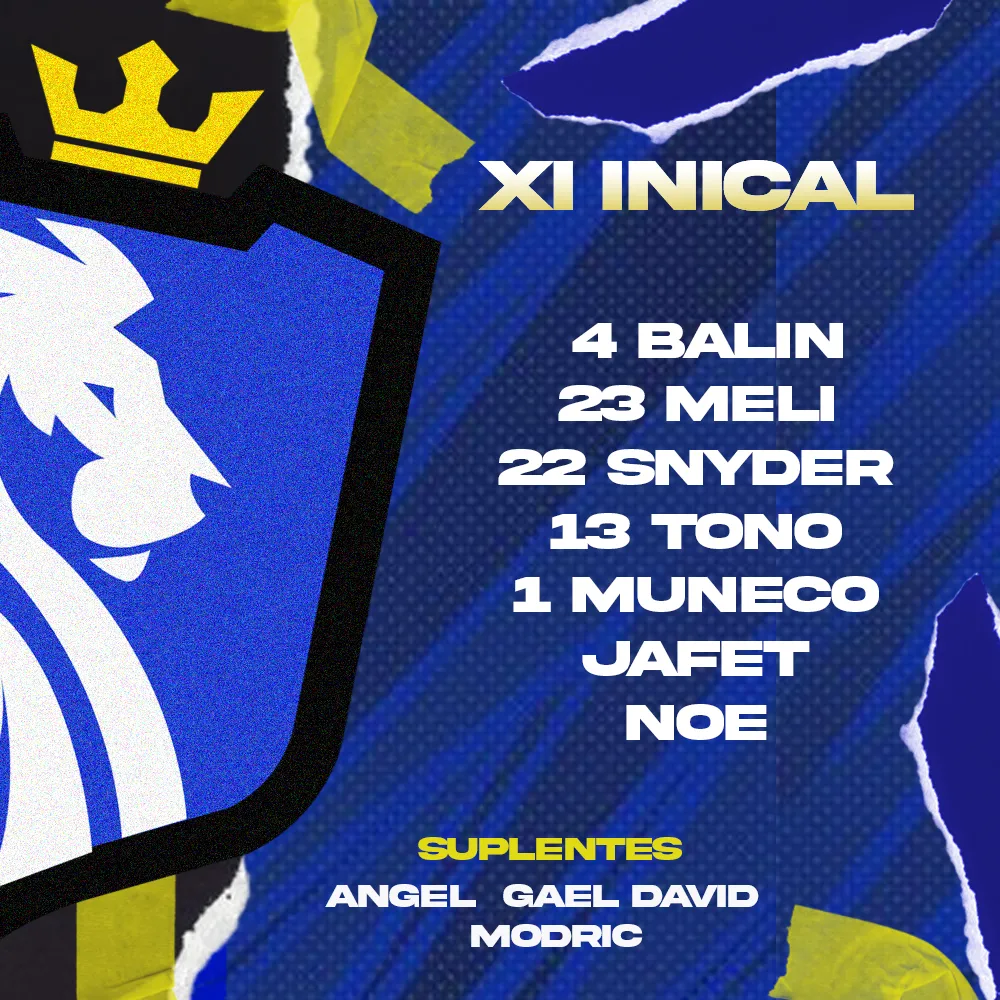 XI INICAL
4 BALIN
23 MELI
22 SNYDER
13 TONO
1 MUNECO
JAFET
NOE
SUPLENTES
ANGEL GAEL DAVID
MODRIC